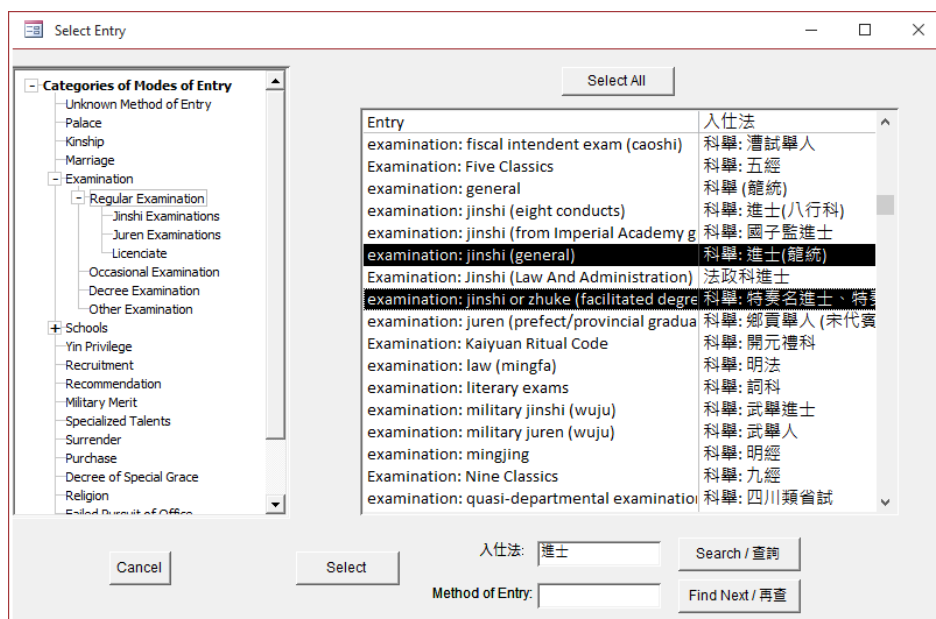 Select Entry
Categories of Modes of Entry
Unknown Method of Entry
Palace
Kinship
Marriage
Examination
Regular Examination
Jinshi Examinations
Juren Examinations
Licenciate
Occasional Examination
Decree Examination
Other Examination
Schools
Yin Privilege
Recruitment
Recommendation
Military Merit
Specialized Talents
Surrender
Purchase
Decree of Special Grace
Religion
Failed Pursuit of Office
Select All
Entry 入仕法
examination: fiscal intendent exam (caoshi) 科舉: 漕試舉人
Examination: Five Classics 科舉: 五經
examination: general 科舉 (籠統)
examination: jinshi (eight conducts) 科舉: 進士(八行科)
examination: jinshi (from Imperial Academy g 科舉: 國子監進士
examination: jinshi (general) 科舉: 進士(籠統)
Examination: Jinshi (Law And Administration) 法政科進士
examination: jinshi or zhuke (facilitated degre 科舉: 特奏名進士、特奏
examination: juren (prefect/provincial gradua 科舉: 鄉貢舉人 (宋代賓
Examination: Kaiyuan Ritual Code 科舉: 開元禮科
examination: law (mingfa) 科舉: 明法
examination: literary exams 科舉: 詞科
examination: military jinshi (wuju) 科舉: 武舉進士
examination: military juren (wuju) 科舉: 武舉人
examination: mingjing 科舉: 明經
Examination: Nine Classics 科舉: 九經
examination: quasi-departmental examination 科舉: 四川類省試
Cancel
Select
入仕法: 進士
Search / 查詢
Method of Entry:
Find Next / 再查